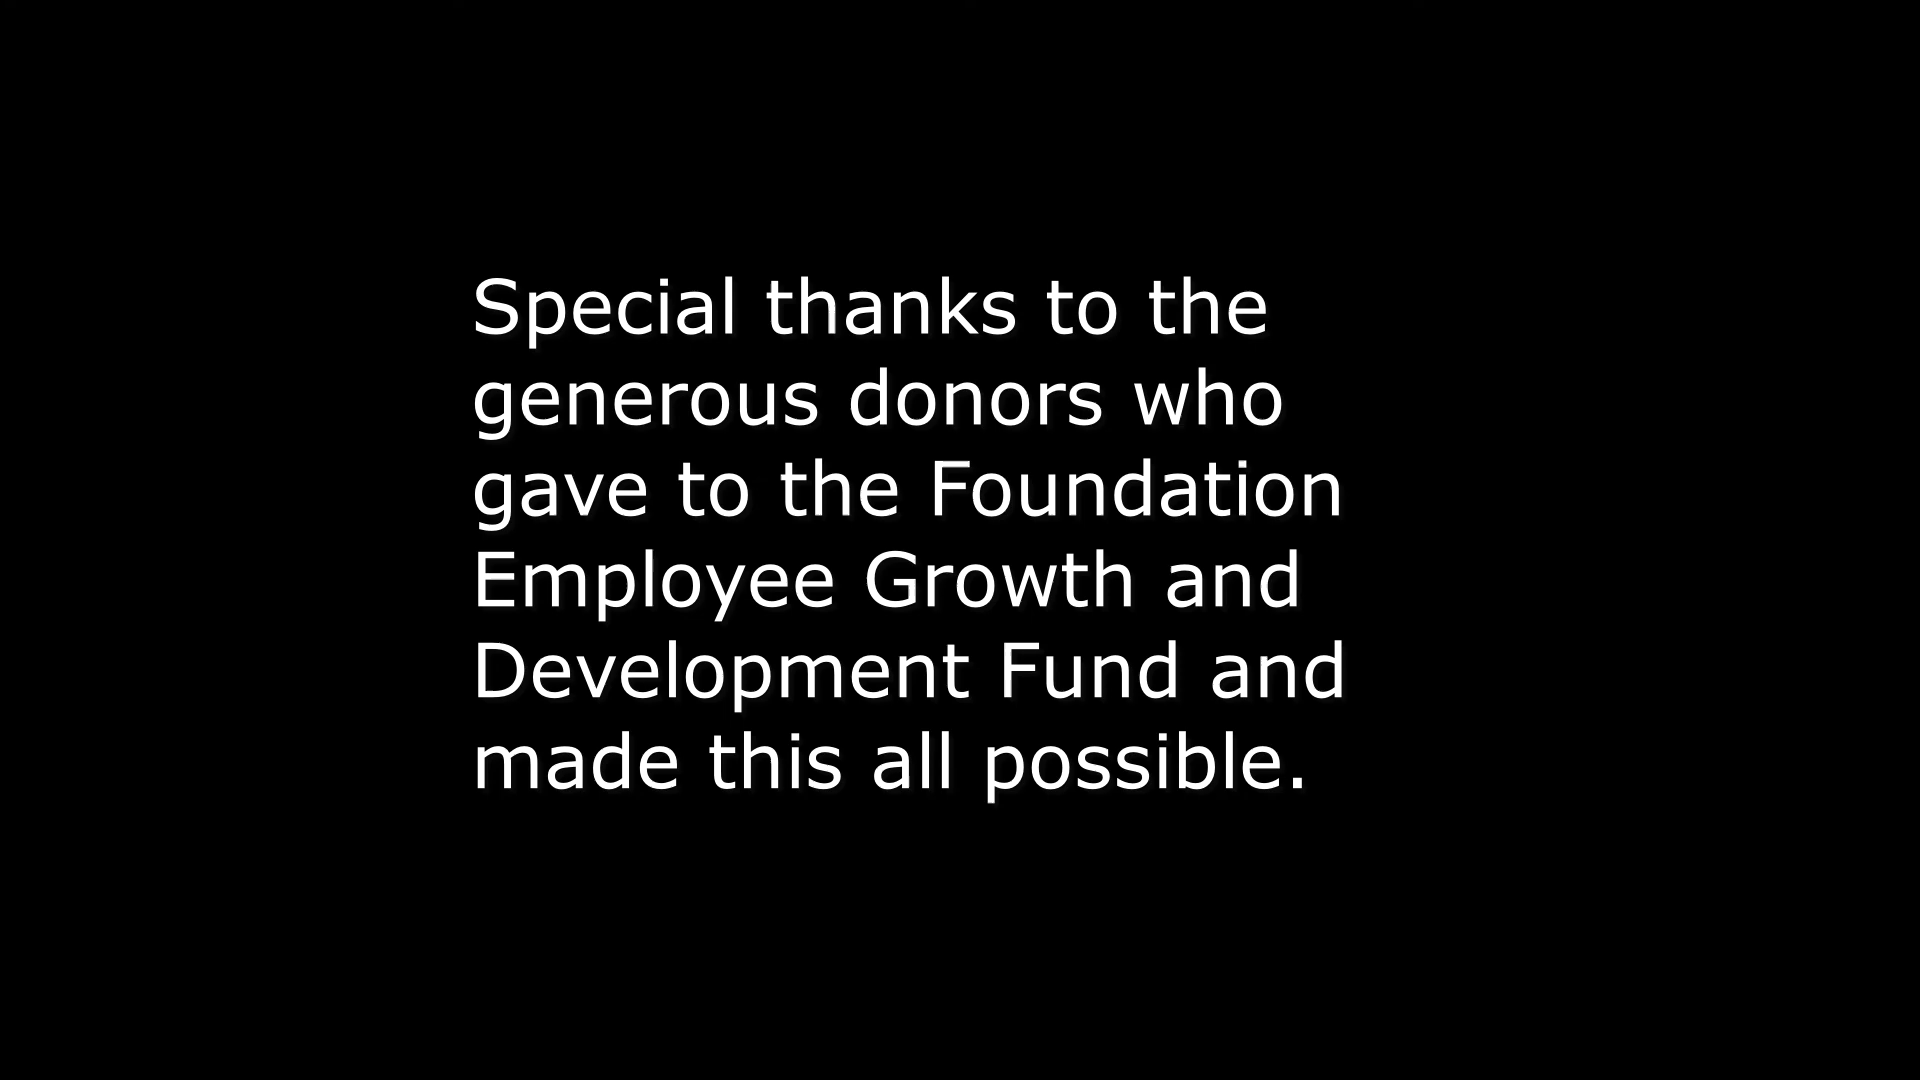 Special thanks to the
generous donors who
gave to the Foundation
Employee Growth and
Development Fund and
made this all possible.